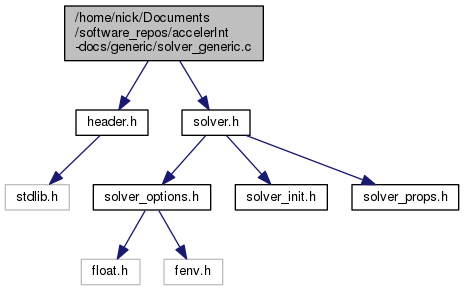 /home/nick/Documents
/software_repos/accelerInt
-docs/generic/solver_generic.c
header.h
solver.h
stdlib.h
solver_options.h
solver_init.h
solver_props.h
float.h
fenv.h